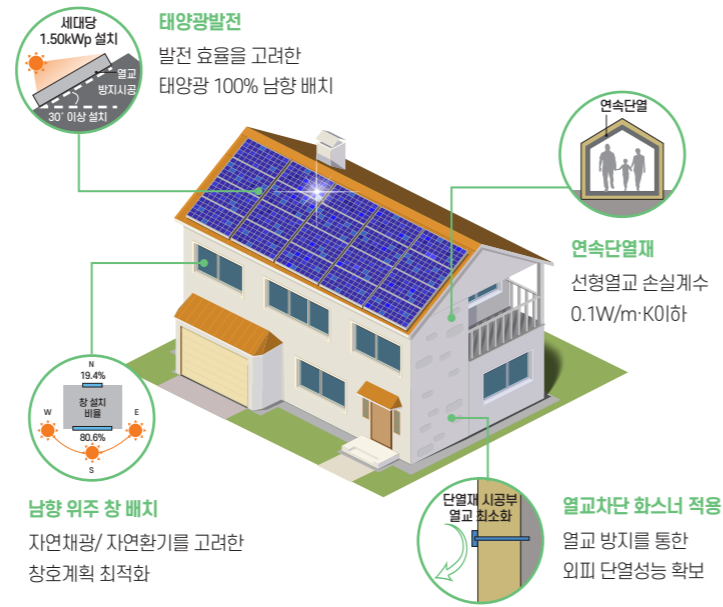 세대당
1.50kWp 설치
열교
방지시공
30° 이상 설치
태양광발전
발전 효율을 고려한
태양광 100% 남향 배치
연속단열
연속단열재
선형열교 손실계수
0.1W/m·K이하
N
19.4%
창 설치
비율
W
E
80.6%
S
남향 위주 창 배치
자연채광/ 자연환기를 고려한
창호계획 최적화
단열재 시공부
열교 최소화
열교차단 화스너 적용
열교 방지를 통한
외피 단열성능 확보